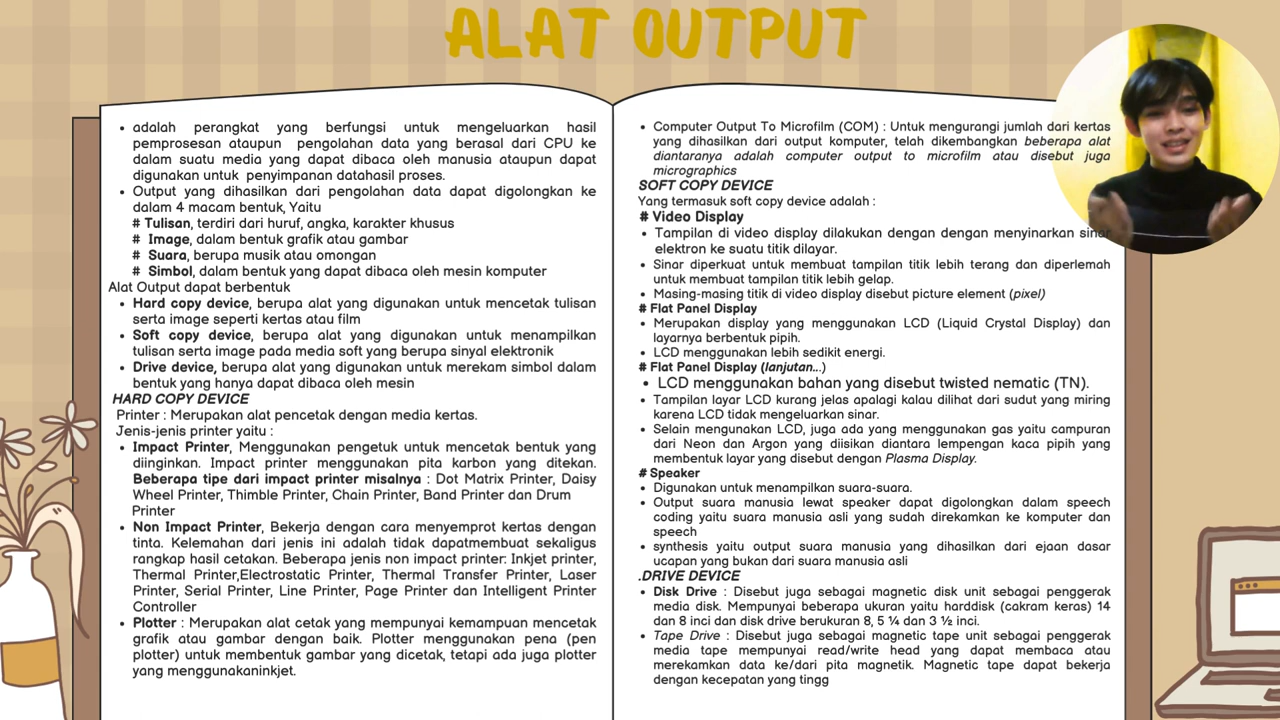 ALAT OUTPUT
• adalah perangkat yang berfungsi untuk mengeluarkan hasil
pemprosesan ataupun pengolahan data yang berasal dari CPU ke
dalam suatu media yang dapat dibaca oleh manusia ataupun dapat
digunakan untuk penyimpanan datahasil proses.
• Output yang dihasilkan dari pengolahan data dapat digolongkan ke
dalam 4 macam bentuk, Yaitu
# Tulisan, terdiri dari huruf, angka, karakter khusus
# Image, dalam bentuk grafik atau gambar
# Suara, berupa musik atau omongan
# Simbol, dalam bentuk yang dapat dibaca oleh mesin komputer
Alat Output dapat berbentuk
• Hard copy device, berupa alat yang digunakan untuk mencetak tulisan
serta image seperti kertas atau film
• Soft copy device, berupa alat yang digunakan untuk menampilkan
tulisan serta image pada media soft yang berupa sinyal elektronik
• Drive device, berupa alat yang digunakan untuk merekam simbol dalam
bentuk yang hanya dapat dibaca oleh mesin
HARD COPY DEVICE
Printer : Merupakan alat pencetak dengan media kertas.
Jenis-jenis printer yaitu :
• Impact Printer, Menggunakan pengetuk untuk mencetak bentuk yang
diinginkan. Impact printer menggunakan pita karbon yang ditekan.
Beberapa tipe dari impact printer misalnya : Dot Matrix Printer, Daisy
Wheel Printer, Thimble Printer, Chain Printer, Band Printer dan Drum
Printer
• Non Impact Printer, Bekerja dengan cara menyemprot kertas dengan
tinta. Kelemahan dari jenis ini adalah tidak dapatmembuat sekaligus
rangkap hasil cetakan. Beberapa jenis non impact printer: Inkjet printer,
Thermal Printer,Electrostatic Printer, Thermal Transfer Printer, Laser
Printer, Serial Printer, Line Printer, Page Printer dan Intelligent Printer
Controller
• Plotter : Merupakan alat cetak yang mempunyai kemampuan mencetak
grafik atau gambar dengan baik. Plotter menggunakan pena (pen
plotter) untuk membentuk gambar yang dicetak, tetapi ada juga plotter
yang menggunakaninkjet.
• Computer Output To Microfilm (COM) : Untuk mengurangi jumlah dari kertas
yang dihasilkan dari output komputer, telah dikembangkan beberapa alat
diantaranya adalah computer output to microfilm atau disebut juga
micrographics
SOFT COPY DEVICE
Yang termasuk soft copy device adalah :
# Video Display
• Tampilan di video display dilakukan dengan dengan menyinarkan sinar
elektron ke suatu titik dilayar.
• Sinar diperkuat untuk membuat tampilan titik lebih terang dan diperlemah
untuk membuat tampilan titik lebih gelap.
• Masing-masing titik di video display disebut picture element (pixel)
# Flat Panel Display
• Merupakan display yang menggunakan LCD (Liquid Crystal Display) dan
layarnya berbentuk pipih.
• LCD menggunakan lebih sedikit energi.
# Flat Panel Display (lanjutan...)
• LCD menggunakan bahan yang disebut twisted nematic (TN).
• Tampilan layar LCD kurang jelas apalagi kalau dilihat dari sudut yang miring
karena LCD tidak mengeluarkan sinar.
• Selain mengunakan LCD, juga ada yang menggunakan gas yaitu campuran
dari Neon dan Argon yang diisikan diantara lempengan kaca pipih yang
membentuk layar yang disebut dengan Plasma Display.
# Speaker
• Digunakan untuk menampilkan suara-suara.
• Output suara manusia lewat speaker dapat digolongkan dalam speech
coding yaitu suara manusia asli yang sudah direkamkan ke komputer dan
speech
• synthesis yaitu output suara manusia yang dihasilkan dari ejaan dasar
ucapan yang bukan dari suara manusia asli
.DRIVE DEVICE
• Disk Drive : Disebut juga sebagai magnetic disk unit sebagai penggerak
media disk. Mempunyai beberapa ukuran yaitu harddisk (cakram keras) 14
dan 8 inci dan disk drive berukuran 8, 5 ¼ dan 3 ½ inci.
• Tape Drive : Disebut juga sebagai magnetic tape unit sebagai penggerak
media tape mempunyai read/write head yang dapat membaca atau
merekamkan data ke/dari pita magnetik. Magnetic tape dapat bekerja
dengan kecepatan yang tingg